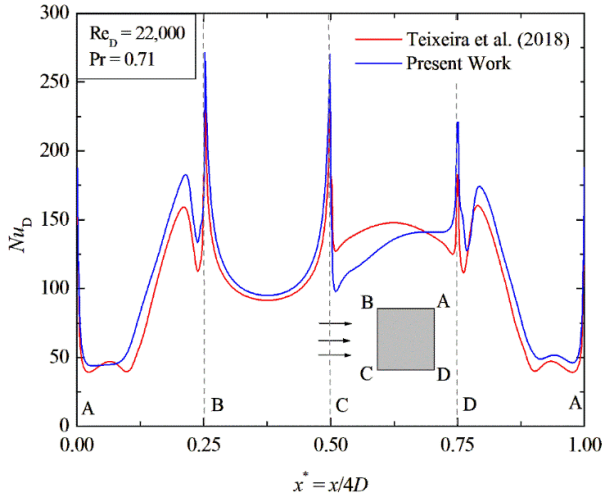 300
250
200
150
100
50
0
Nu_D
Re_D = 22,000
Pr = 0.71
Teixeira et al. (2018)
Present Work
B A
C D
A B C D A
0.00 0.25 0.50 0.75 1.00
x* = x/4D